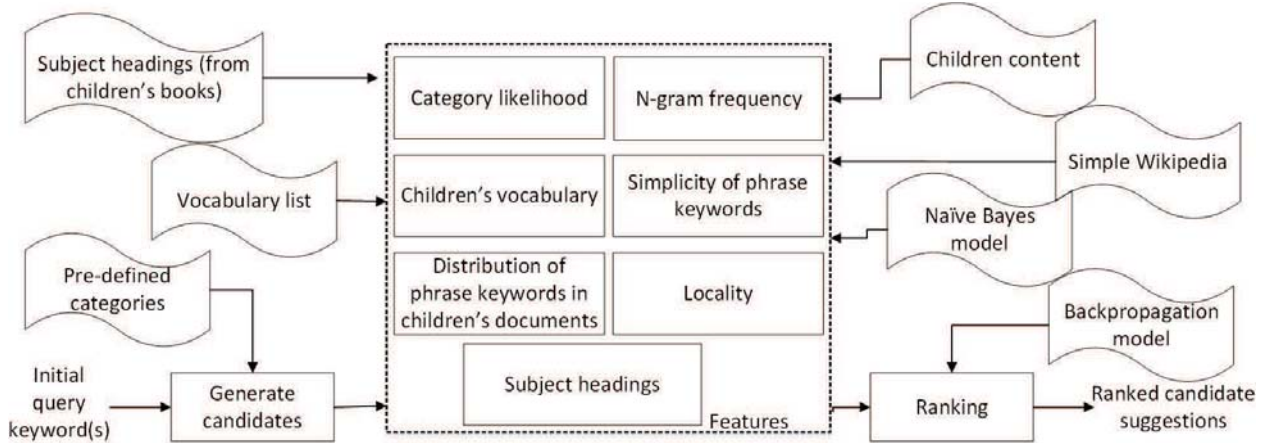 Subject headings (from
children's books)
Vocabulary list
Pre-defined
categories
Initial
query
keyword(s)
Generate
candidates
Category likelihood
N-gram frequency
Children's vocabulary
Simplicity of phrase
keywords
Distribution of
phrase keywords in
children's documents
Locality
Subject headings
Features
Children content
Simple Wikipedia
Naïve Bayes
model
Backpropagation
model
Ranking
Ranked candidate
suggestions